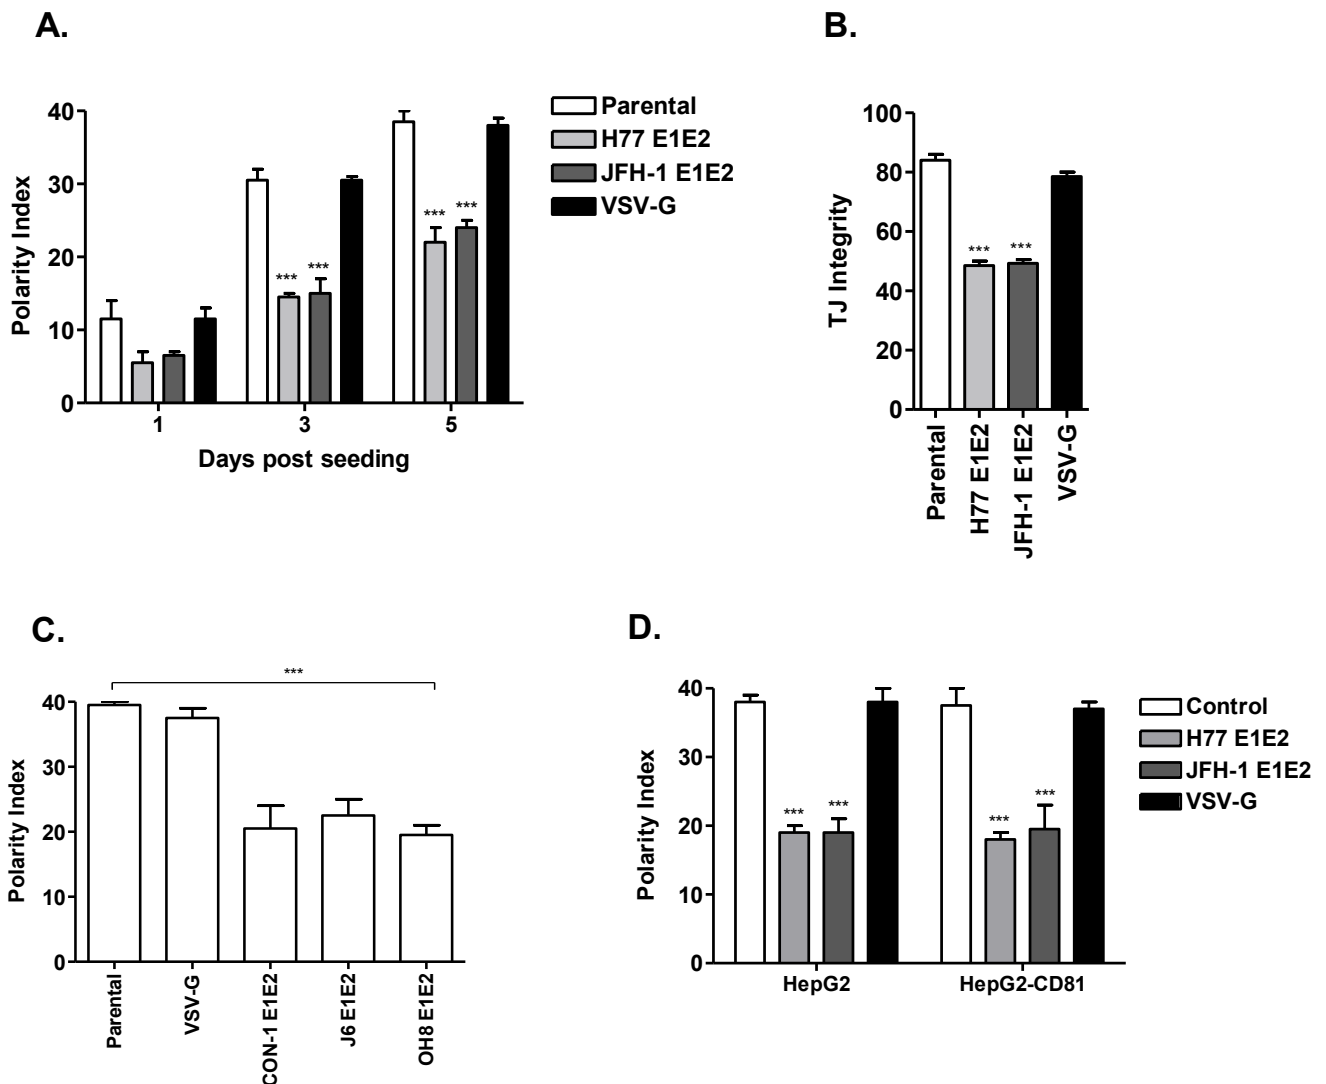 A.
Polarity Index
40
30
20
10
0
*** ***
*** ***
1 3 5
Days post seeding
Parental
H77 E1E2
JFH-1 E1E2
VSV-G
B.
TJ Integrity
100
80
60
40
20
0
*** ***
Parental
H77 E1E2
JFH-1 E1E2
VSV-G
C.
***
Polarity Index
40
30
20
10
0
Parental
VSV-G
CON-1 E1E2
J6 E1E2
OH8 E1E2
D.
Polarity Index
40
30
20
10
0
*** ***
*** ***
HepG2 HepG2-CD81
Control
H77 E1E2
JFH-1 E1E2
VSV-G